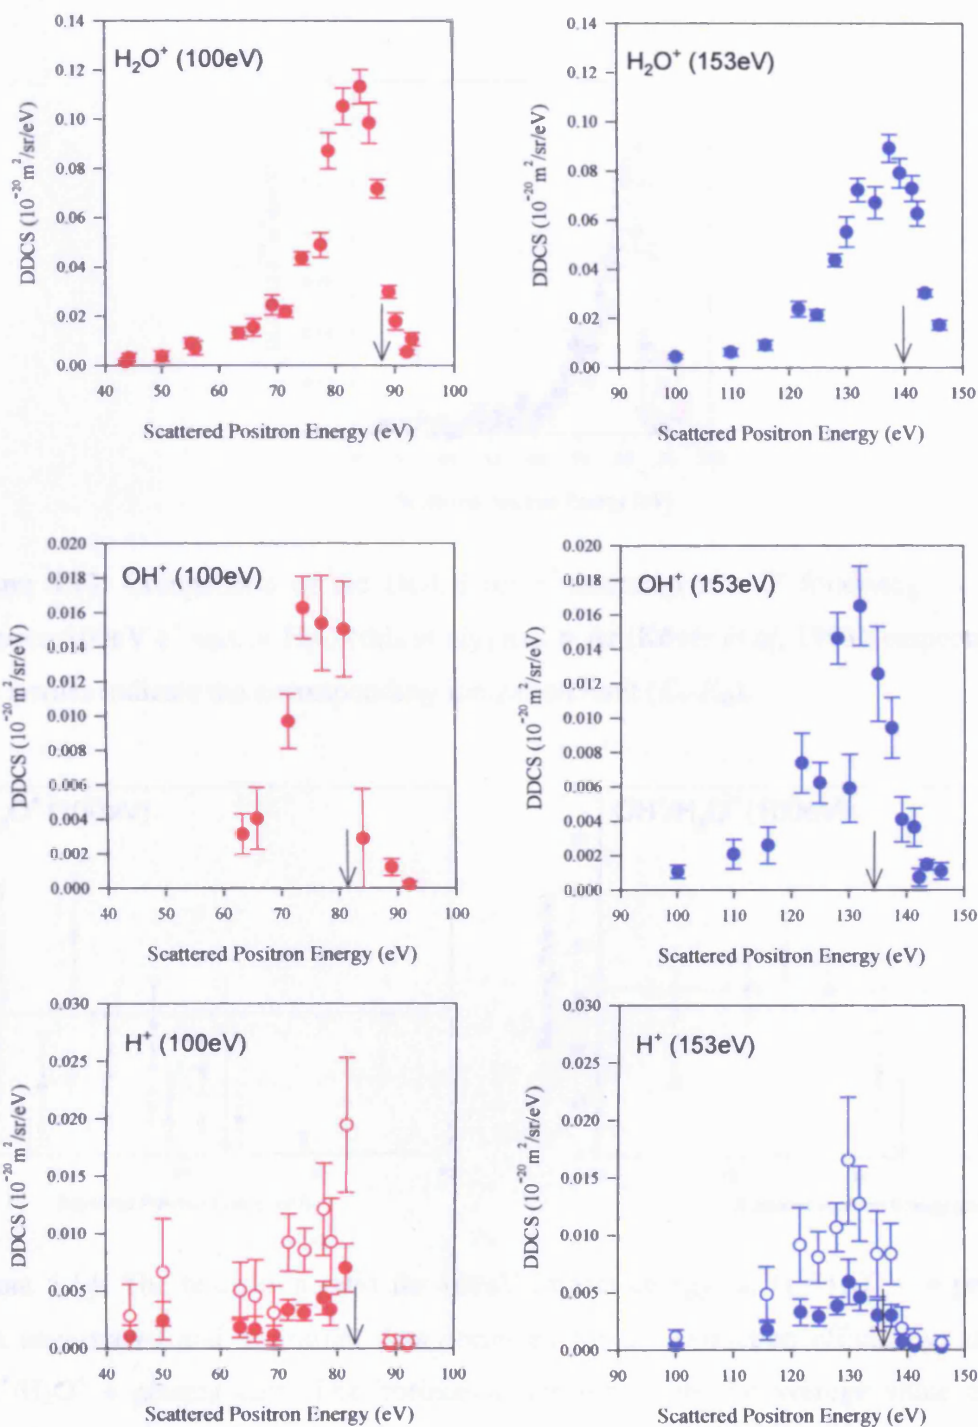 H₂O⁺ (100eV)
DDCS (10⁻²⁰ m²/sr/eV)
0.14
0.12
0.10
0.08
0.06
0.04
0.02
0.00
40 50 60 70 80 90 100
Scattered Positron Energy (eV)
H₂O⁺ (153eV)
DDCS (10⁻²⁰ m²/sr/eV)
0.14
0.12
0.10
0.08
0.06
0.04
0.02
0.00
90 100 110 120 130 140 150
Scattered Positron Energy (eV)
OH⁺ (100eV)
DDCS (10⁻²⁰ m²/sr/eV)
0.020
0.018
0.016
0.014
0.012
0.010
0.008
0.006
0.004
0.002
0.000
40 50 60 70 80 90 100
Scattered Positron Energy (eV)
OH⁺ (153eV)
DDCS (10⁻²⁰ m²/sr/eV)
0.020
0.018
0.016
0.014
0.012
0.010
0.008
0.006
0.004
0.002
0.000
90 100 110 120 130 140 150
Scattered Positron Energy (eV)
H⁺ (100eV)
DDCS (10⁻²⁰ m²/sr/eV)
0.030
0.025
0.020
0.015
0.010
0.005
0.000
40 50 60 70 80 90 100
Scattered Positron Energy (eV)
H⁺ (153eV)
DDCS (10⁻²⁰ m²/sr/eV)
0.030
0.025
0.020
0.015
0.010
0.005
0.000
90 100 110 120 130 140 150
Scattered Positron Energy (eV)